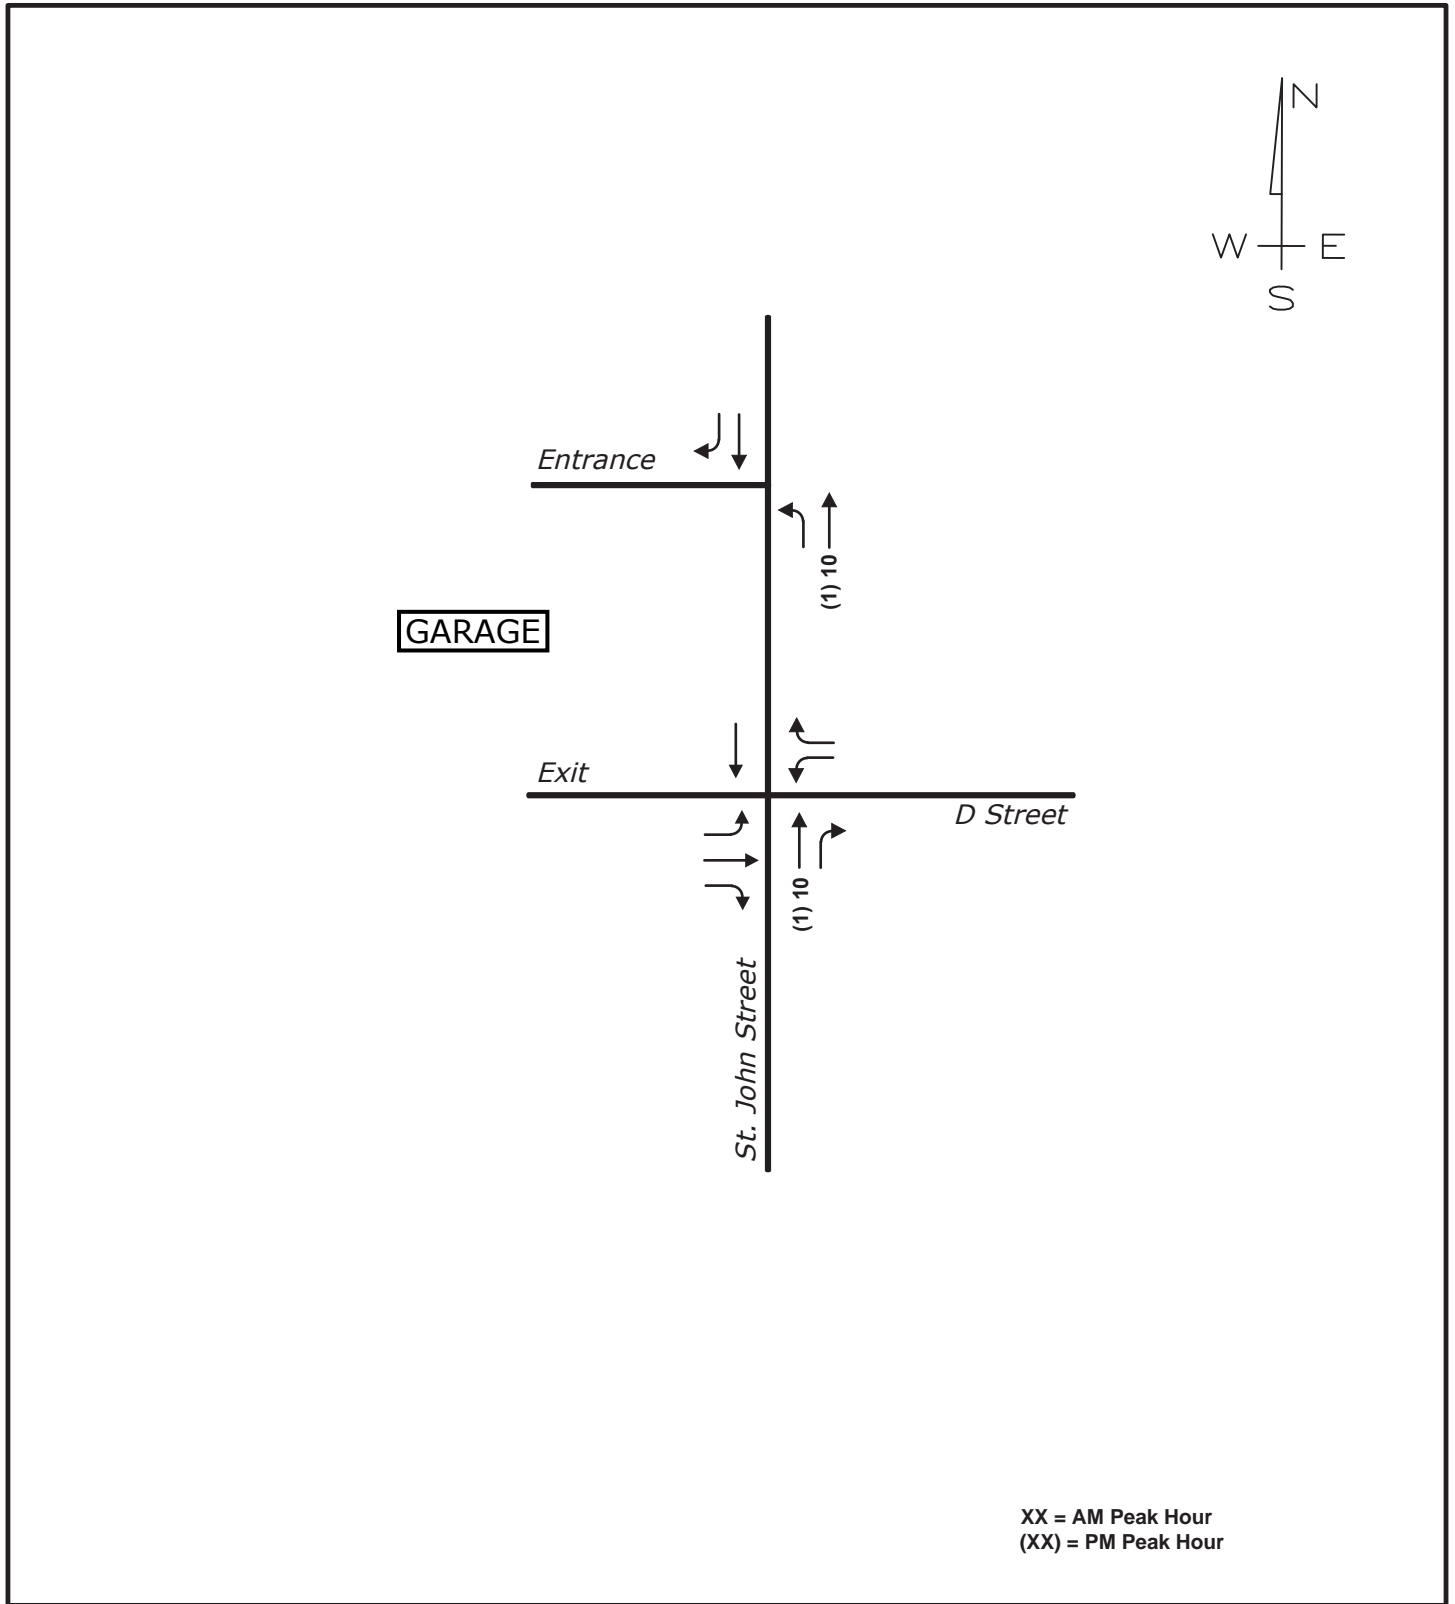 N
W E
S
Entrance
(1) 10
GARAGE
Exit
D Street
(1) 10
St. John Street
XX = AM Peak Hour
(XX) = PM Peak Hour